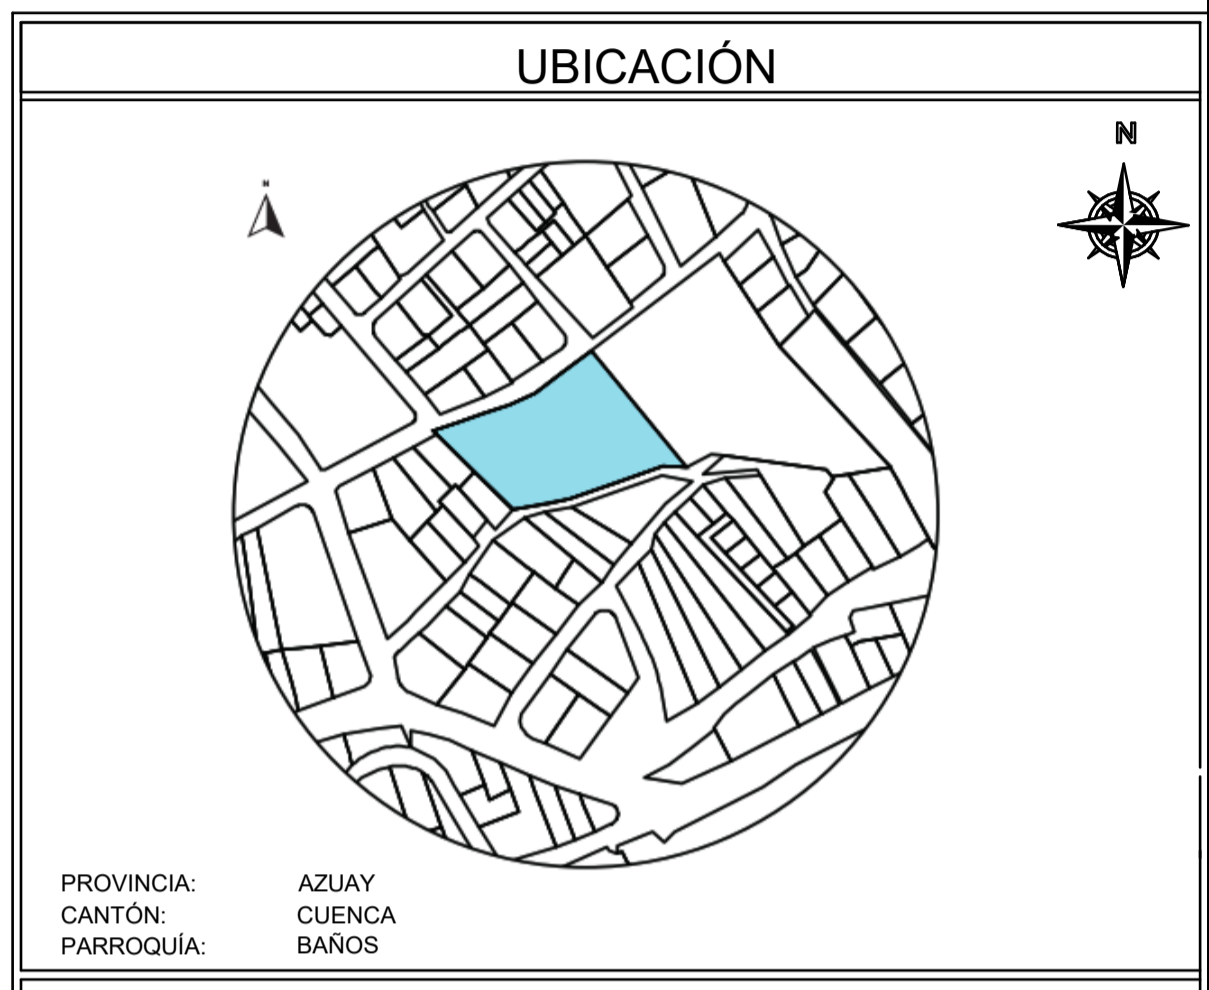 UBICACIÓN
N
N
PROVINCIA: AZUAY
CANTÓN: CUENCA
PARROQUÍA: BAÑOS